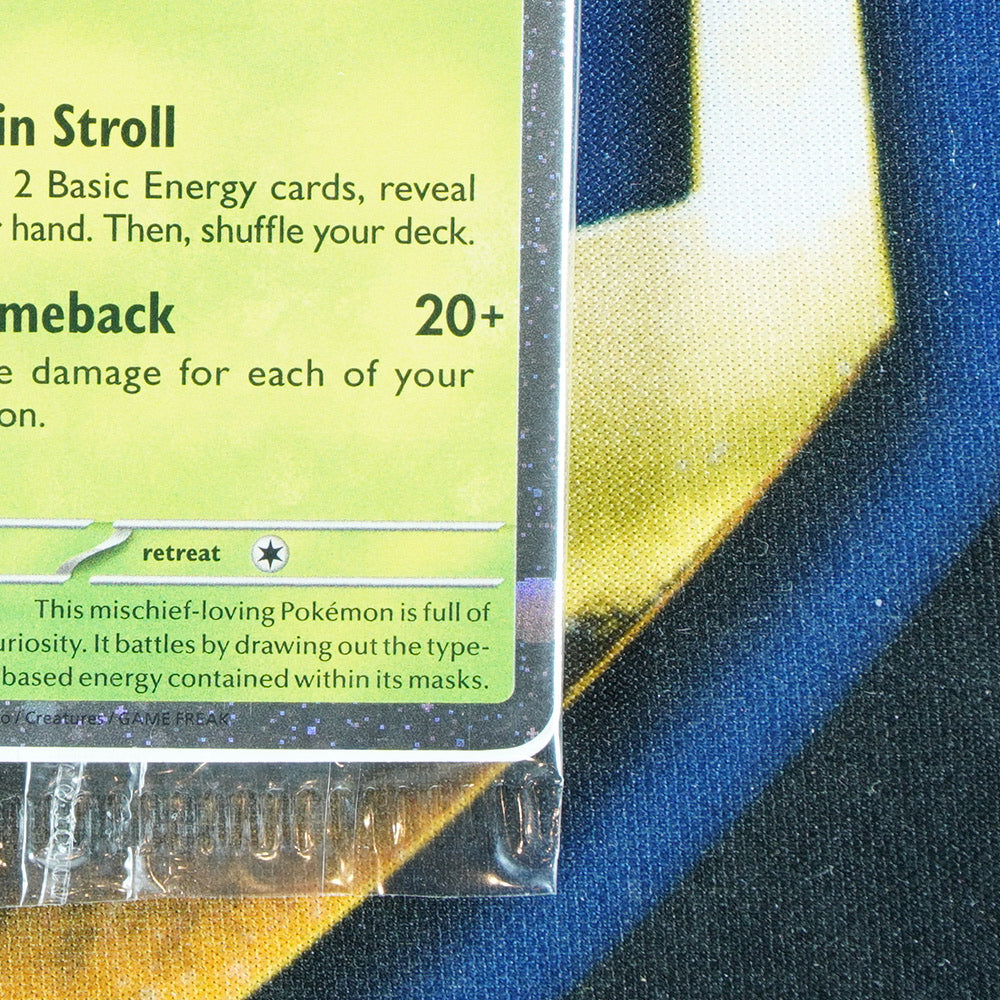 in Stroll
2 Basic Energy cards, reveal
hand. Then, shuffle your deck.
meback 20+
e damage for each of your
on.
retreat
This mischief-loving Pokémon is full of
uriosity. It battles by drawing out the type-
based energy contained within its masks.
o / Creatures / GAME FREAK